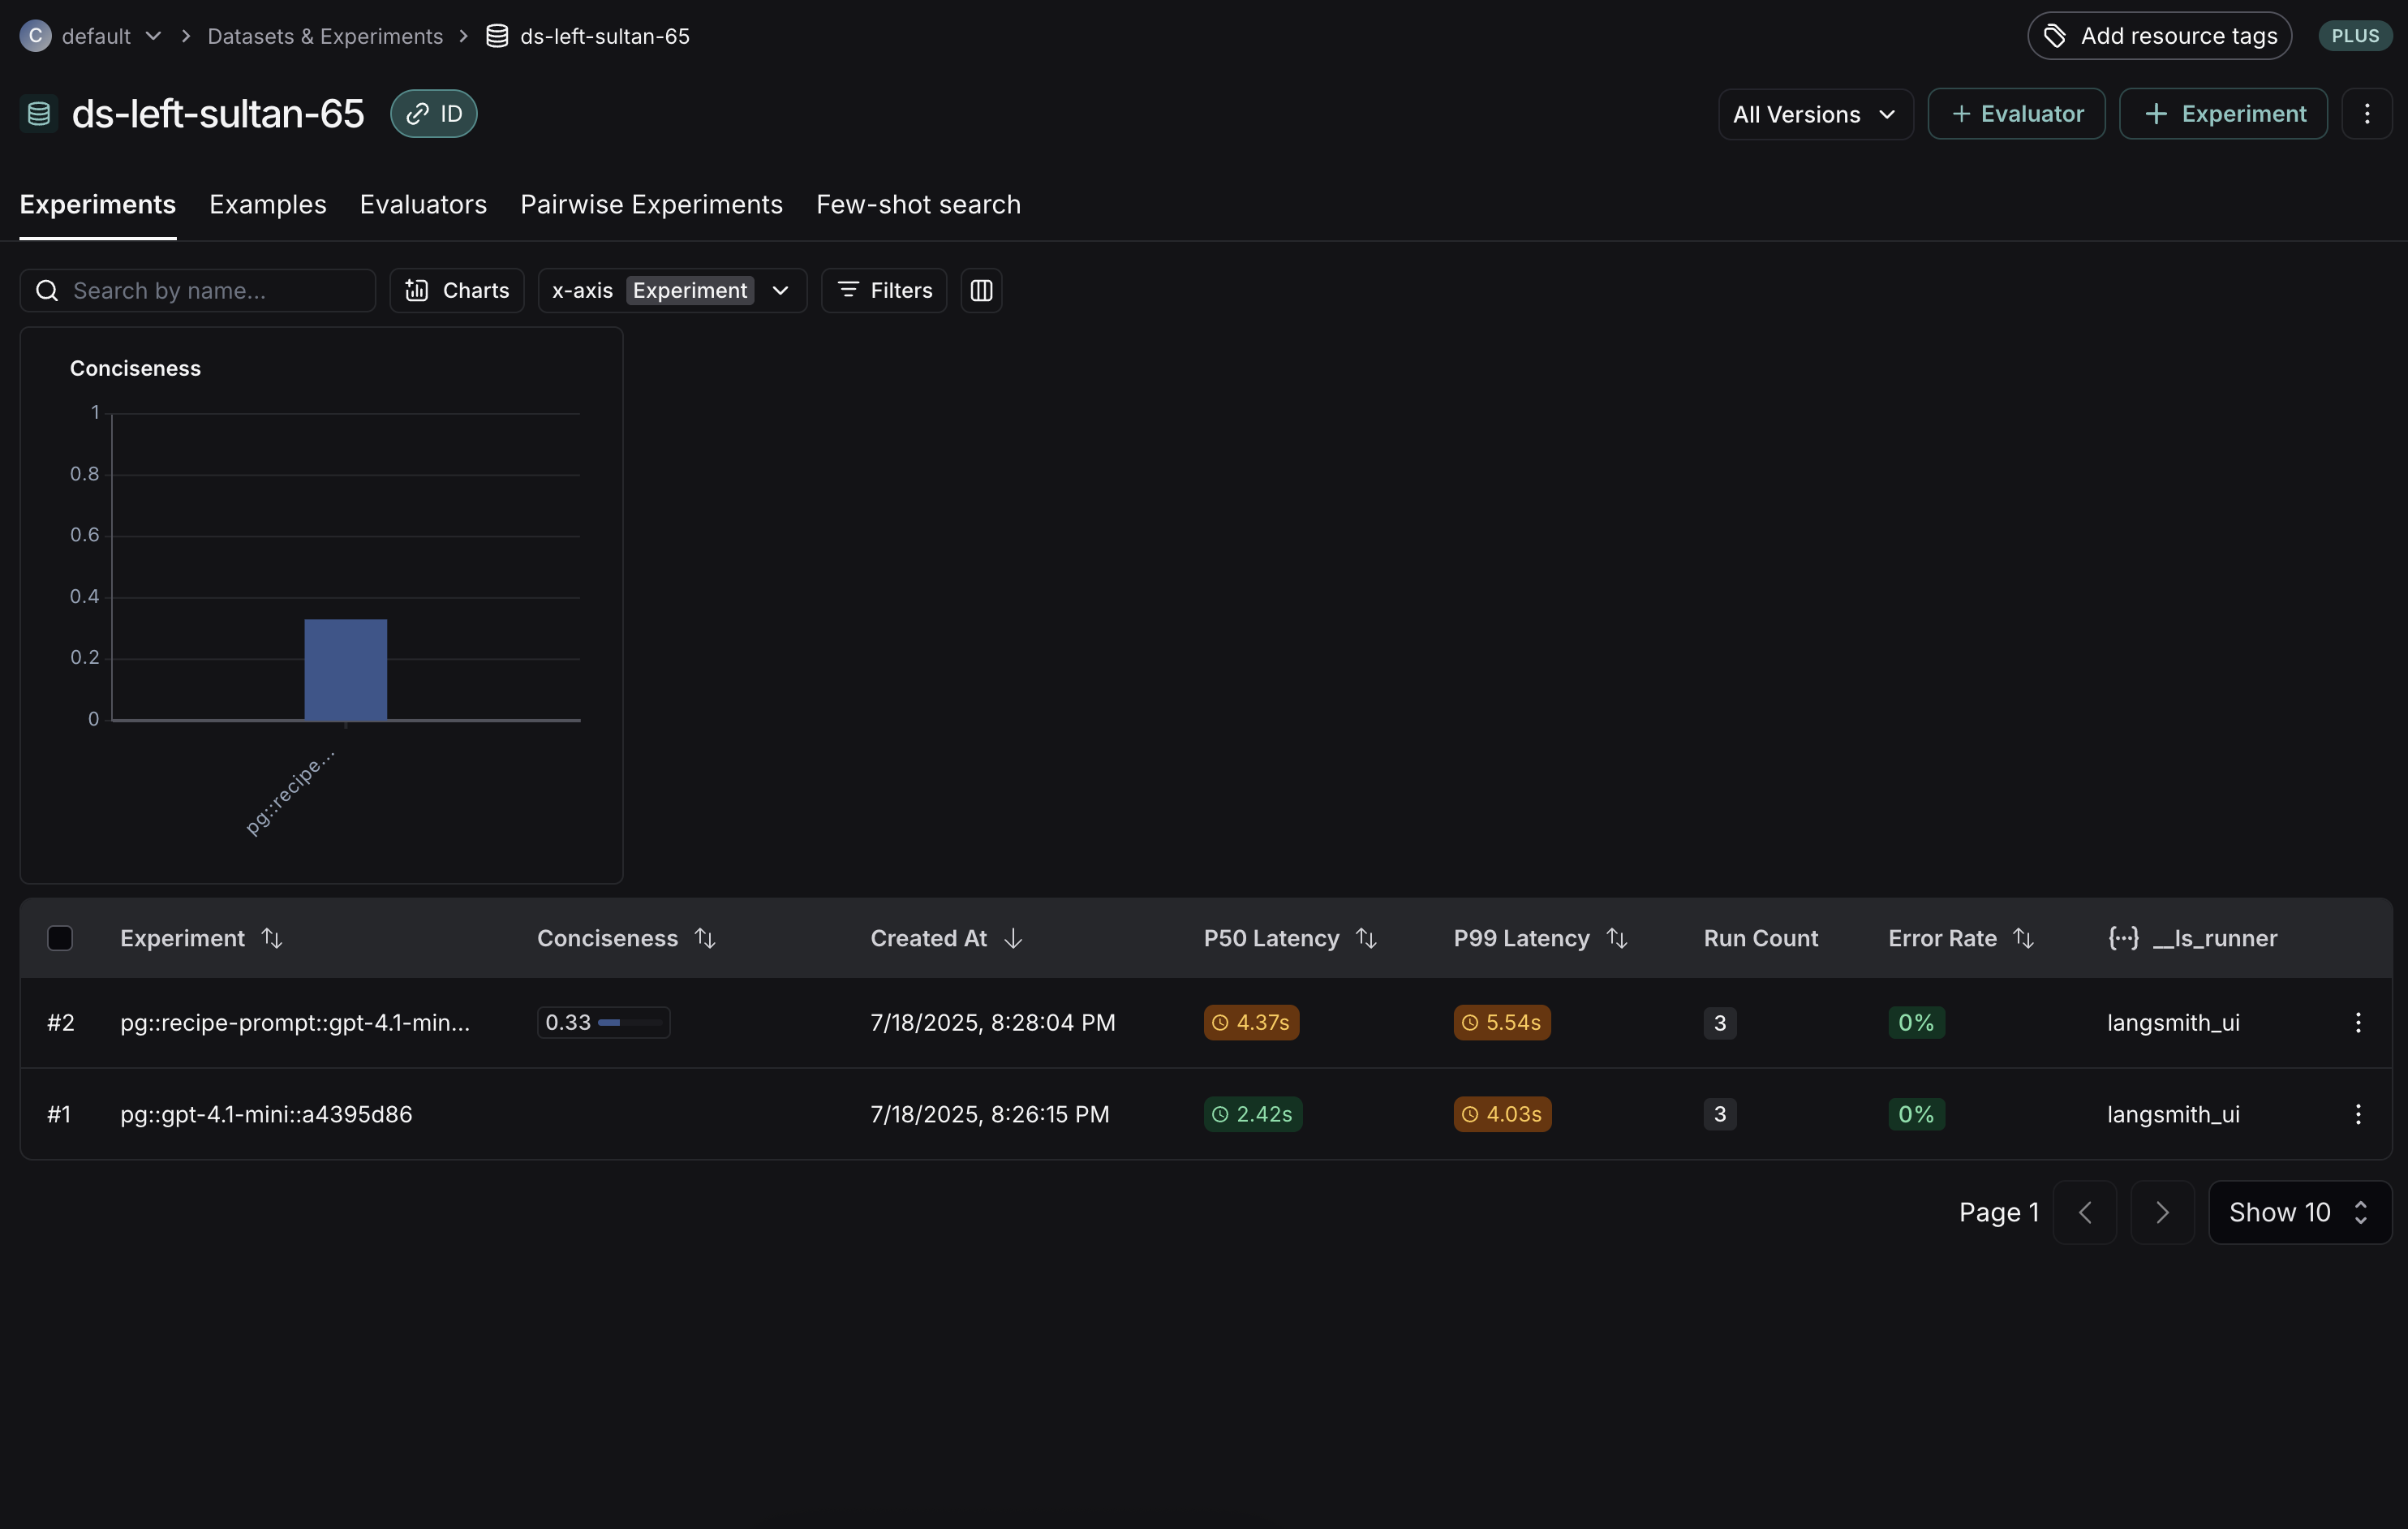 C default Datasets & Experiments ds-left-sultan-65 Add resource tags PLUS
ds-left-sultan-65 ID All Versions + Evaluator + Experiment
Experiments Examples Evaluators Pairwise Experiments Few-shot search
Search by name... Charts x-axis Experiment Filters
Conciseness
1
0.8
0.6
0.4
0.2
0
pg::recipe...
Experiment Conciseness Created At P50 Latency P99 Latency Run Count Error Rate {...} __ls_runner
#2 pg::recipe-prompt::gpt-4.1-min... 0.33 7/18/2025, 8:28:04 PM 4.37s 5.54s 3 0% langsmith_ui
#1 pg::gpt-4.1-mini::a4395d86 7/18/2025, 8:26:15 PM 2.42s 4.03s 3 0% langsmith_ui
Page 1 Show 10